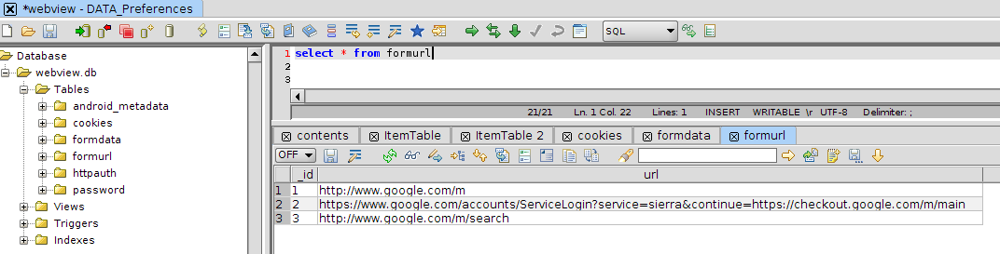 *webview - DATA_Preferences
SQL
Database
webview.db
Tables
android_metadata
cookies
formdata
formurl
httpauth
password
Views
Triggers
Indexes
1 select * from formurl
2
3
21/21 Ln. 1 Col. 22 Lines: 1 INSERT WRITABLE \r UTF-8 Delimiter: ;
contents ItemTable ItemTable 2 cookies formdata formurl
OFF
_id url
1 1 http://www.google.com/m
2 2 https://www.google.com/accounts/ServiceLogin?service=sierra&continue=https://checkout.google.com/m/main
3 3 http://www.google.com/m/search